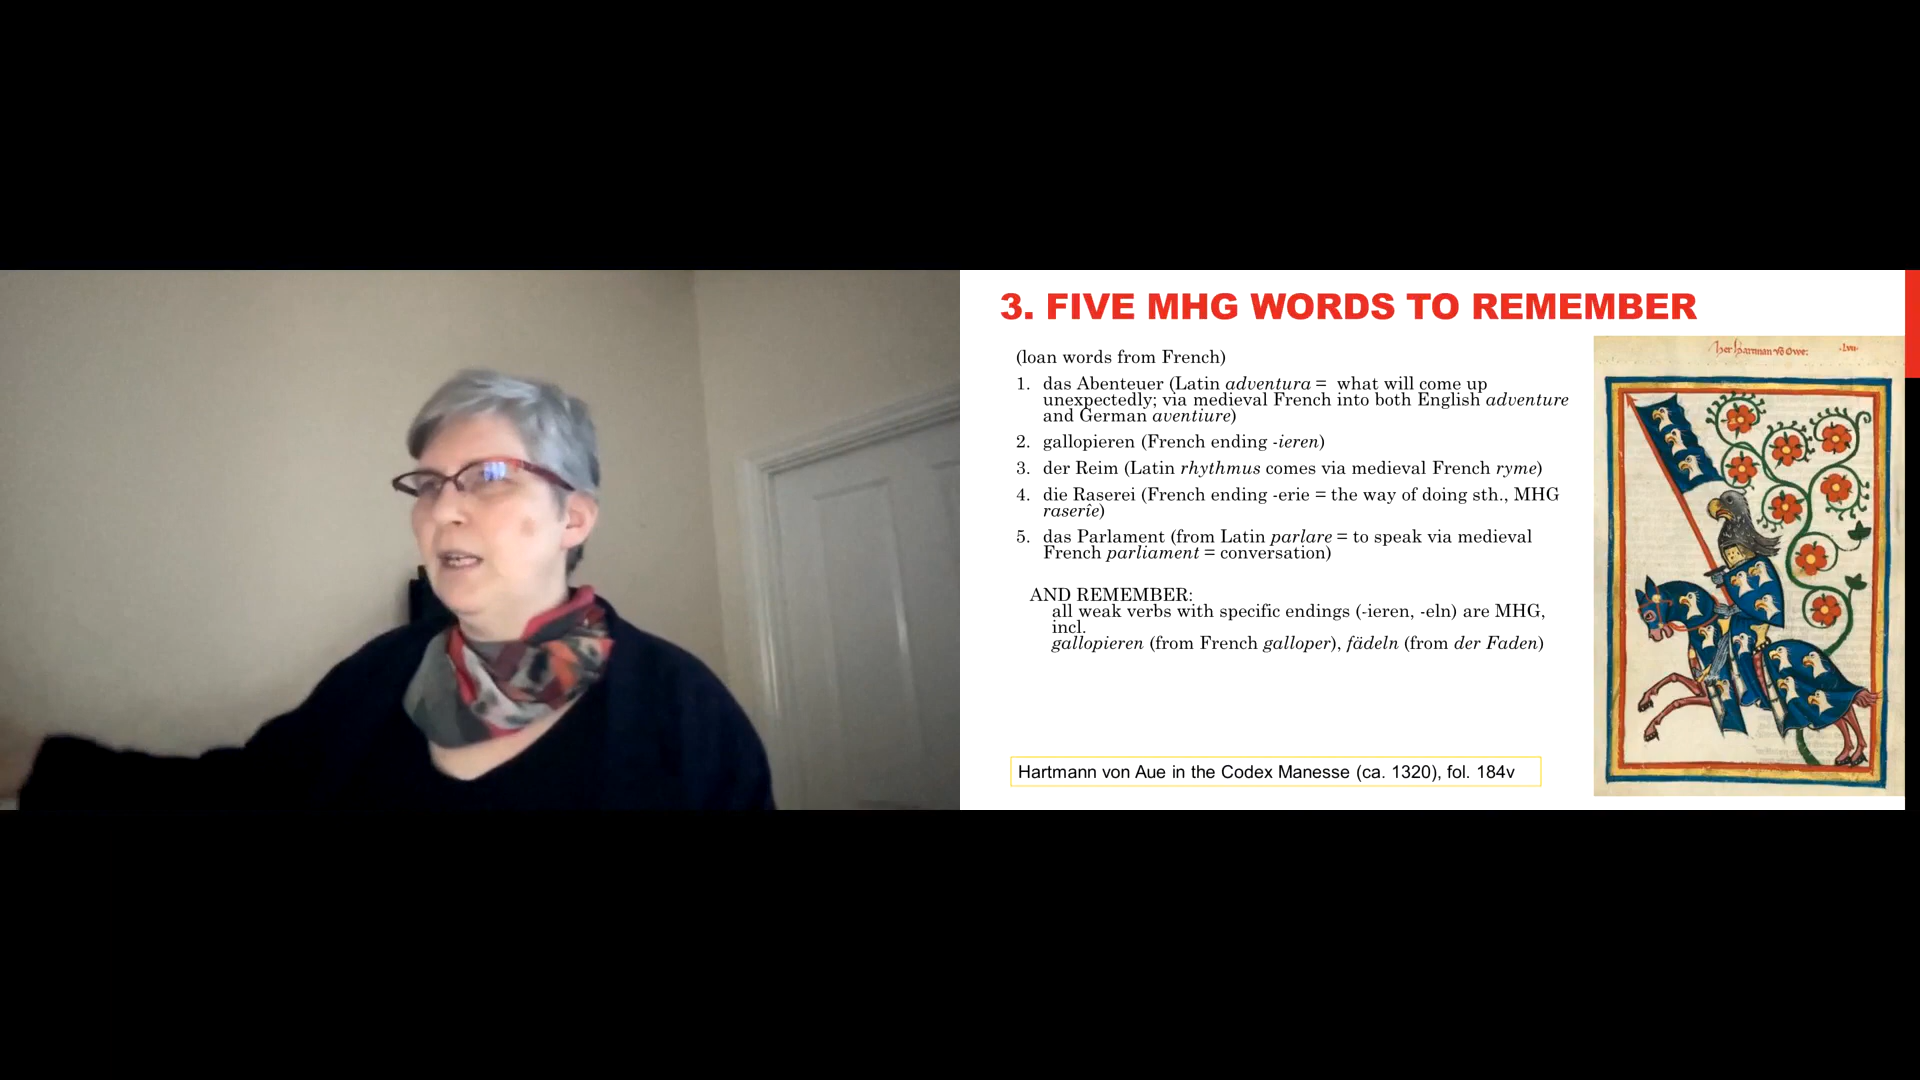 3. FIVE MHG WORDS TO REMEMBER
(loan words from French)
1. das Abenteuer (Latin adventura = what will come up
unexpectedly; via medieval French into both English adventure
and German aventiure)
2. gallopieren (French ending -ieren)
3. der Reim (Latin rhythmus comes via medieval French ryme)
4. die Raserei (French ending -erie = the way of doing sth., MHG
raserîe)
5. das Parlament (from Latin parlare = to speak via medieval
French parliament = conversation)
AND REMEMBER:
all weak verbs with specific endings (-ieren, -eln) are MHG,
incl.
gallopieren (from French galloper), fädeln (from der Faden)
Hartmann von Aue in the Codex Manesse (ca. 1320), fol. 184v